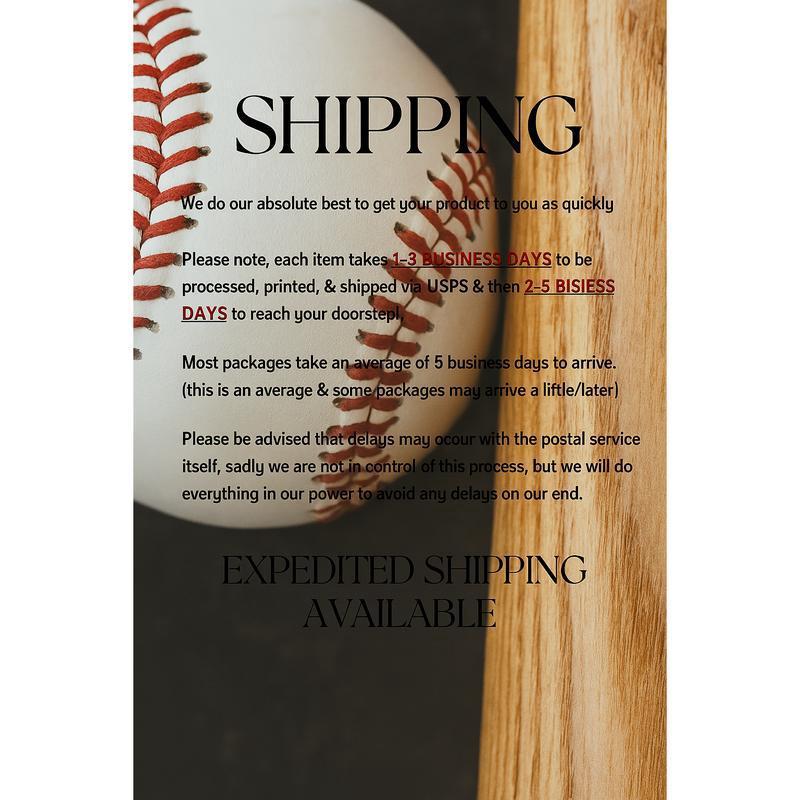 SHIPPING
We do our absolute best to get your product to you as quickly
Please note, each item takes 1–3 BUSINESS DAYS to be
processed, printed, & shipped via USPS & then 2–5 BISIESS
DAYS to reach your doorstepl,
Most packages take an average of 5 business days to arrive.
(this is an average & some packages may arrive a liftle/later)
Please be advised that delays may ocour with the postal service
itself, sadly we are not in control of this process, but we will do
everything in our power to avoid any delays on our end.
EXPEDITED SHIPPING
AVAILABLE